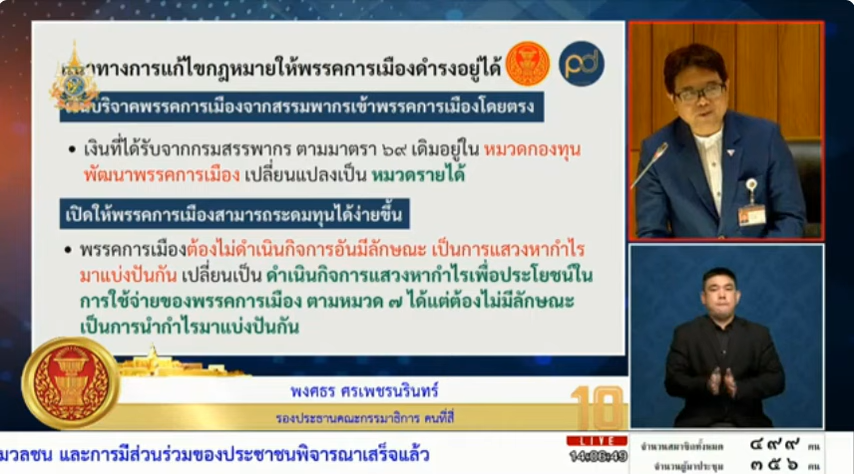 ทางการแก้ไขกฎหมายให้พรรคการเมืองดำรงอยู่ได้
บริจาคพรรคการเมืองจากสรรพากรเข้าพรรคการเมืองโดยตรง
• เงินที่ได้รับจากกรมสรรพากร ตามมาตรา ๖๙ เดิมอยู่ใน หมวดกองทุน
พัฒนาพรรคการเมือง เปลี่ยนแปลงเป็น หมวดรายได้
เปิดให้พรรคการเมืองสามารถระดมทุนได้ง่ายขึ้น
• พรรคการเมืองต้องไม่ดำเนินกิจการอันมีลักษณะ เป็นการแสวงหากำไร
มาแบ่งปันกัน เปลี่ยนเป็น ดำเนินกิจการแสวงหากำไรเพื่อประโยชน์ใน
การใช้จ่ายของพรรคการเมือง ตามหมวด ๗ ได้แต่ต้องไม่มีลักษณะ
เป็นการนำกำไรมาแบ่งปันกัน
pd
พงศธร ศรเพชรนรินทร์
รองประธานคณะกรรมาธิการ คนที่สี่
10
LIVE
14:06:49
มวลชน และการมีส่วนร่วมของประชาชนพิจารณาเสร็จแล้ว
จำนวนสมาชิกทั้งหมด ๔๙๙ คน
จำนวนผู้มาประชุม ๓๕๖ คน